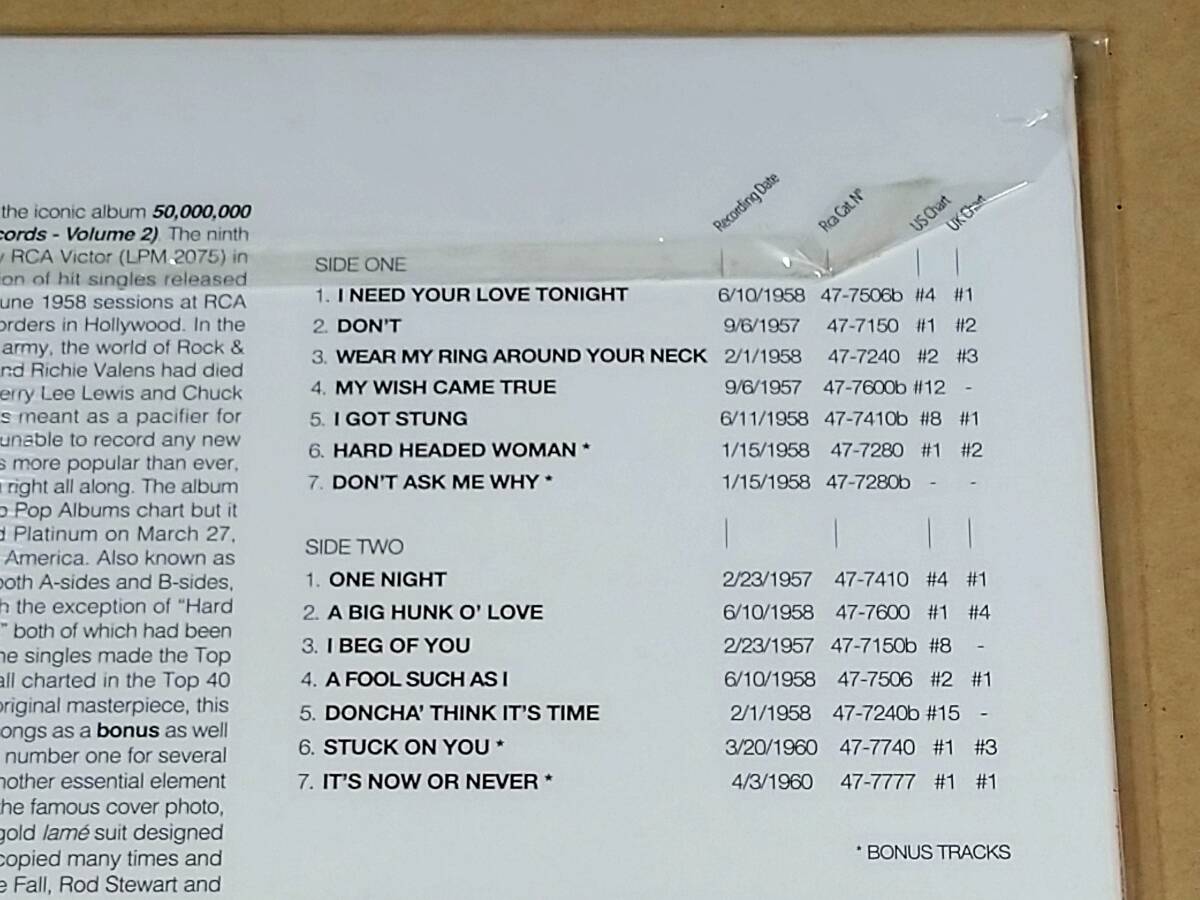 the iconic album 50,000,000
cords - Volume 2). The ninth
RCA Victor (LPM 2075) in
ion of hit singles released
une 1958 sessions at RCA
orders in Hollywood. In the
army, the world of Rock &
nd Richie Valens had died
erry Lee Lewis and Chuck
s meant as a pacifier for
unable to record any new
s more popular than ever,
right all along. The album
Pop Albums chart but it
d Platinum on March 27,
America. Also known as
both A-sides and B-sides,
h the exception of "Hard
" both of which had been
he singles made the Top
all charted in the Top 40
original masterpiece, this
ongs as a bonus as well
number one for several
nother essential element
the famous cover photo,
gold lamé suit designed
copied many times and
e Fall, Rod Stewart and
Recording Date Rca Cat. N° US Chart UK Chart
SIDE ONE
1. I NEED YOUR LOVE TONIGHT 6/10/1958 47-7506b #4 #1
2. DON'T 9/6/1957 47-7150 #1 #2
3. WEAR MY RING AROUND YOUR NECK 2/1/1958 47-7240 #2 #3
4. MY WISH CAME TRUE 9/6/1957 47-7600b #12 -
5. I GOT STUNG 6/11/1958 47-7410b #8 #1
6. HARD HEADED WOMAN * 1/15/1958 47-7280 #1 #2
7. DON'T ASK ME WHY * 1/15/1958 47-7280b - -
SIDE TWO
1. ONE NIGHT 2/23/1957 47-7410 #4 #1
2. A BIG HUNK O' LOVE 6/10/1958 47-7600 #1 #4
3. I BEG OF YOU 2/23/1957 47-7150b #8 -
4. A FOOL SUCH AS I 6/10/1958 47-7506 #2 #1
5. DONCHA' THINK IT'S TIME 2/1/1958 47-7240b #15 -
6. STUCK ON YOU * 3/20/1960 47-7740 #1 #3
7. IT'S NOW OR NEVER * 4/3/1960 47-7777 #1 #1
* BONUS TRACKS